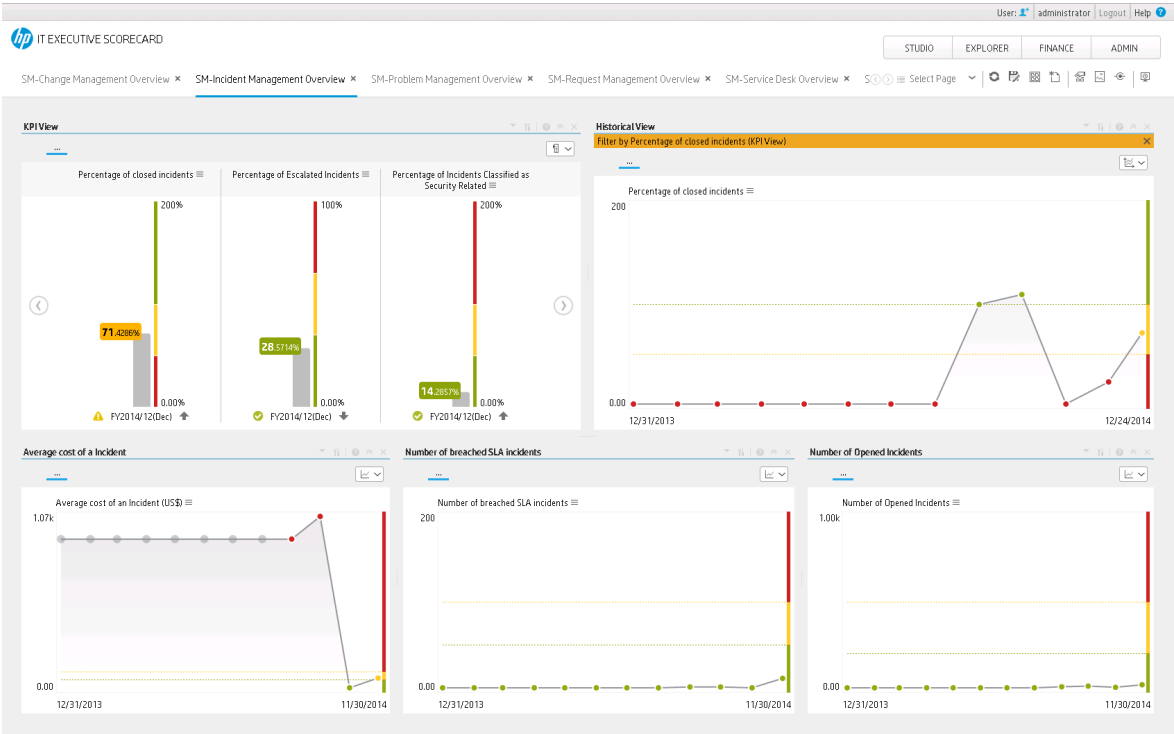 User: administrator Logout Help ?
hp IT EXECUTIVE SCORECARD
STUDIO EXPLORER FINANCE ADMIN
SM-Change Management Overview × SM-Incident Management Overview × SM-Problem Management Overview × SM-Request Management Overview × SM-Service Desk Overview × S Select Page
KPI View
...
Percentage of closed incidents
200%
71.4286%
0.00%
FY2014/12(Dec)
Percentage of Escalated Incidents
100%
28.5714%
0.00%
FY2014/12(Dec)
Percentage of Incidents Classified as
Security Related
200%
14.2857%
0.00%
FY2014/12(Dec)
Historical View
Filter by Percentage of closed incidents (KPI View)
...
Percentage of closed incidents
200
0.00
12/31/2013 12/24/2014
Average cost of a Incident
...
Average cost of an Incident (US$)
1.07k
0.00
12/31/2013 11/30/2014
Number of breached SLA incidents
...
Number of breached SLA incidents
200
0.00
12/31/2013 11/30/2014
Number of Opened Incidents
...
Number of Opened Incidents
1.00k
0.00
12/31/2013 11/30/2014